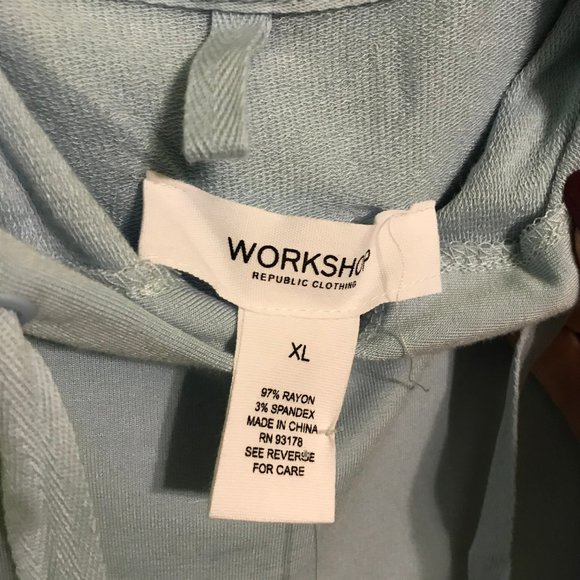 WORKSHOP
REPUBLIC CLOTHING
XL
97% RAYON
3% SPANDEX
MADE IN CHINA
RN 93178
SEE REVERSE
FOR CARE